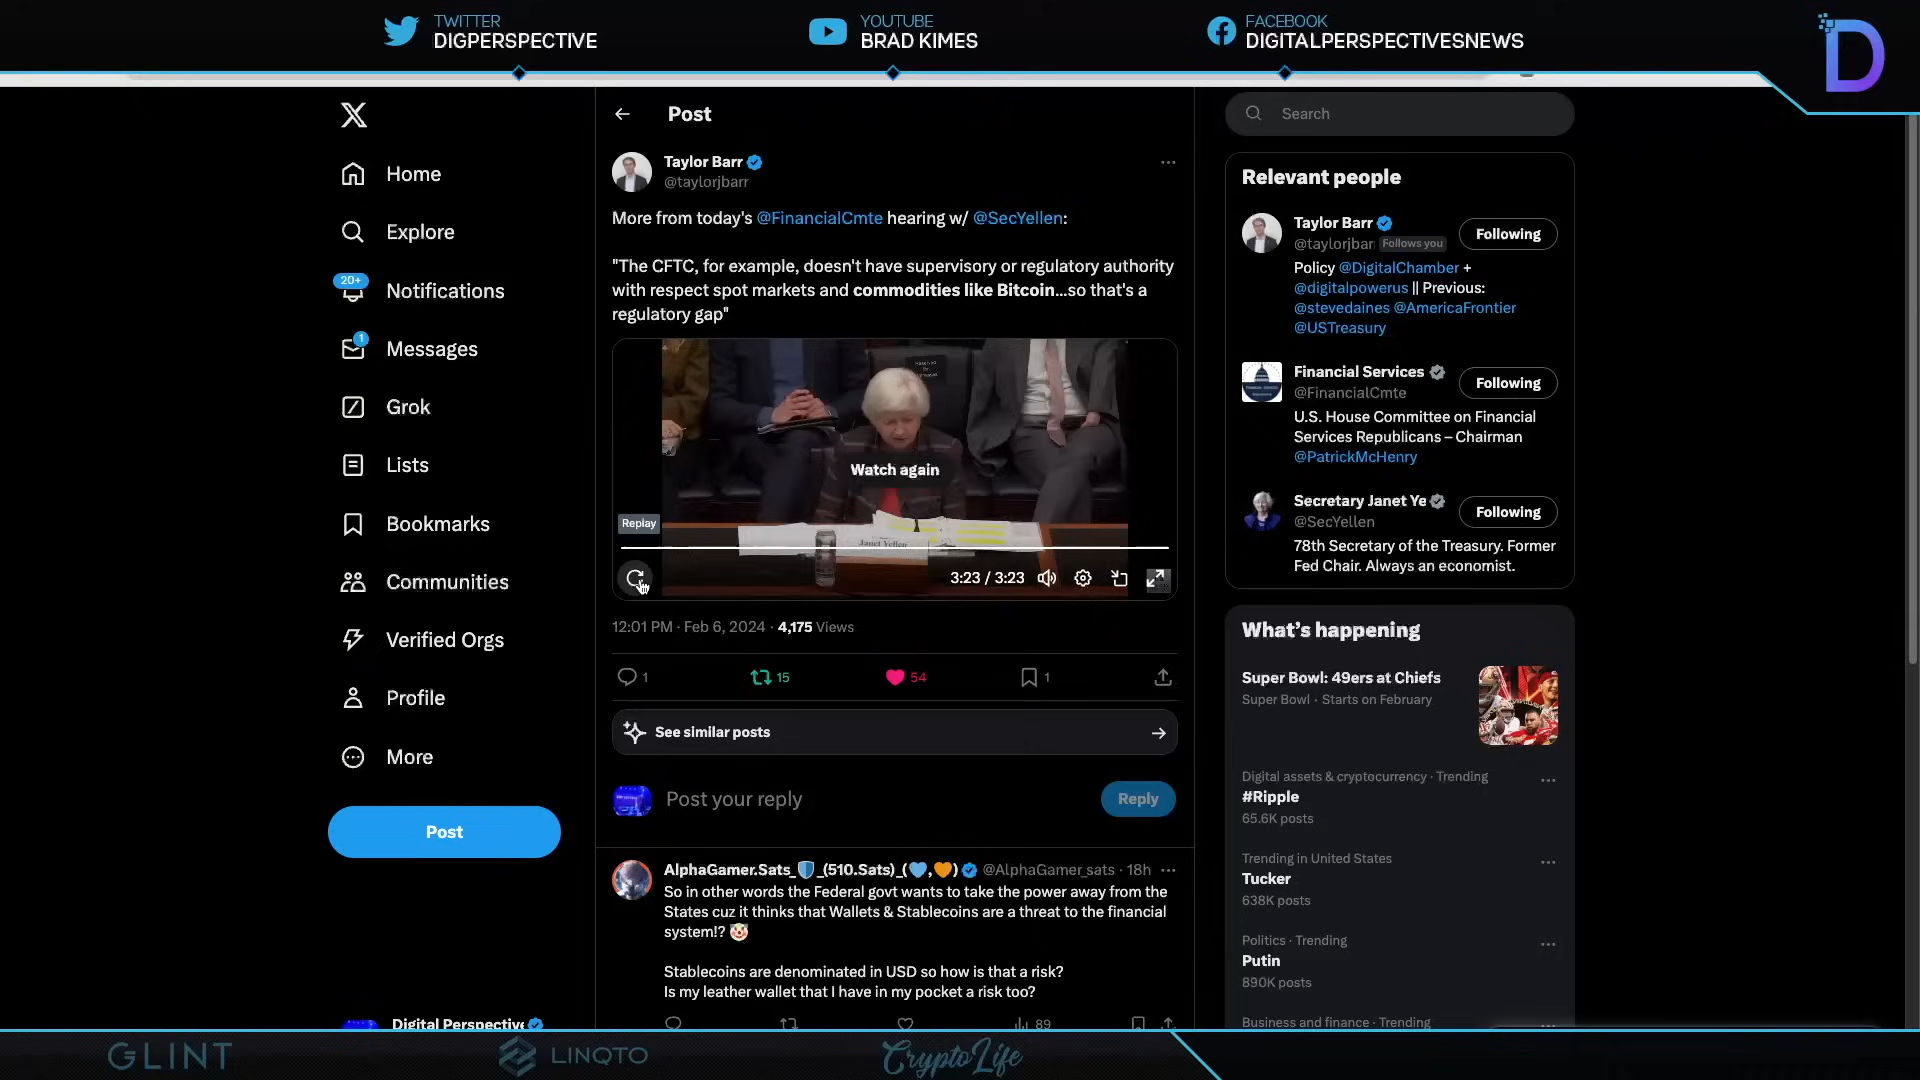 TWITTER
DIGPERSPECTIVE
YOUTUBE
BRAD KIMES
FACEBOOK
DIGITALPERSPECTIVESNEWS
D
Home
Explore
20+
Notifications
1
Messages
Grok
Lists
Bookmarks
Communities
Verified Orgs
Profile
More
Post
Digital Perspective
Post
Taylor Barr
@taylorjbarr
More from today's @FinancialCmte hearing w/ @SecYellen:
"The CFTC, for example, doesn't have supervisory or regulatory authority
with respect spot markets and commodities like Bitcoin...so that's a
regulatory gap"
Watch again
Replay
Janet Yellen
3:23 / 3:23
12:01 PM · Feb 6, 2024 · 4,175 Views
1
15
54
1
See similar posts
Post your reply
Reply
AlphaGamer.Sats_🛡️_(510.Sats)_(🩵,🧡) @AlphaGamer_sats · 18h
So in other words the Federal govt wants to take the power away from the
States cuz it thinks that Wallets & Stablecoins are a threat to the financial
system!? 🤡
Stablecoins are denominated in USD so how is that a risk?
Is my leather wallet that I have in my pocket a risk too?
89
Search
Relevant people
Taylor Barr
@taylorjbar Follows you
Following
Policy @DigitalChamber +
@digitalpowerus || Previous:
@stevedaines @AmericaFrontier
@USTreasury
Financial Services
@FinancialCmte
Following
U.S. House Committee on Financial
Services Republicans – Chairman
@PatrickMcHenry
Secretary Janet Ye
@SecYellen
Following
78th Secretary of the Treasury. Former
Fed Chair. Always an economist.
What's happening
Super Bowl: 49ers at Chiefs
Super Bowl · Starts on February
Digital assets & cryptocurrency · Trending
#Ripple
65.6K posts
Trending in United States
Tucker
638K posts
Politics · Trending
Putin
890K posts
Business and finance · Trending
GLINT
LINQTO
CryptoLife